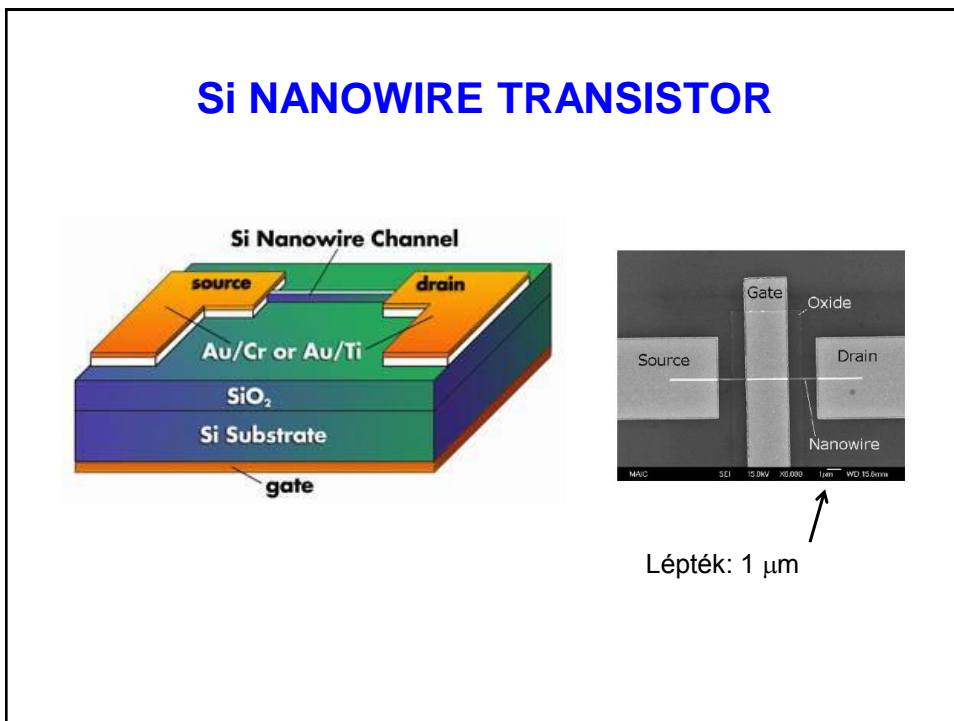 Si NANOWIRE TRANSISTOR
Si Nanowire Channel
source
drain
Au/Cr or Au/Ti
SiO₂
Si Substrate
gate
Gate
Oxide
Source
Drain
Nanowire
MAIC SEI 15.0kV X6,000 1μm WD 15.6mm
Lépték: 1 μm